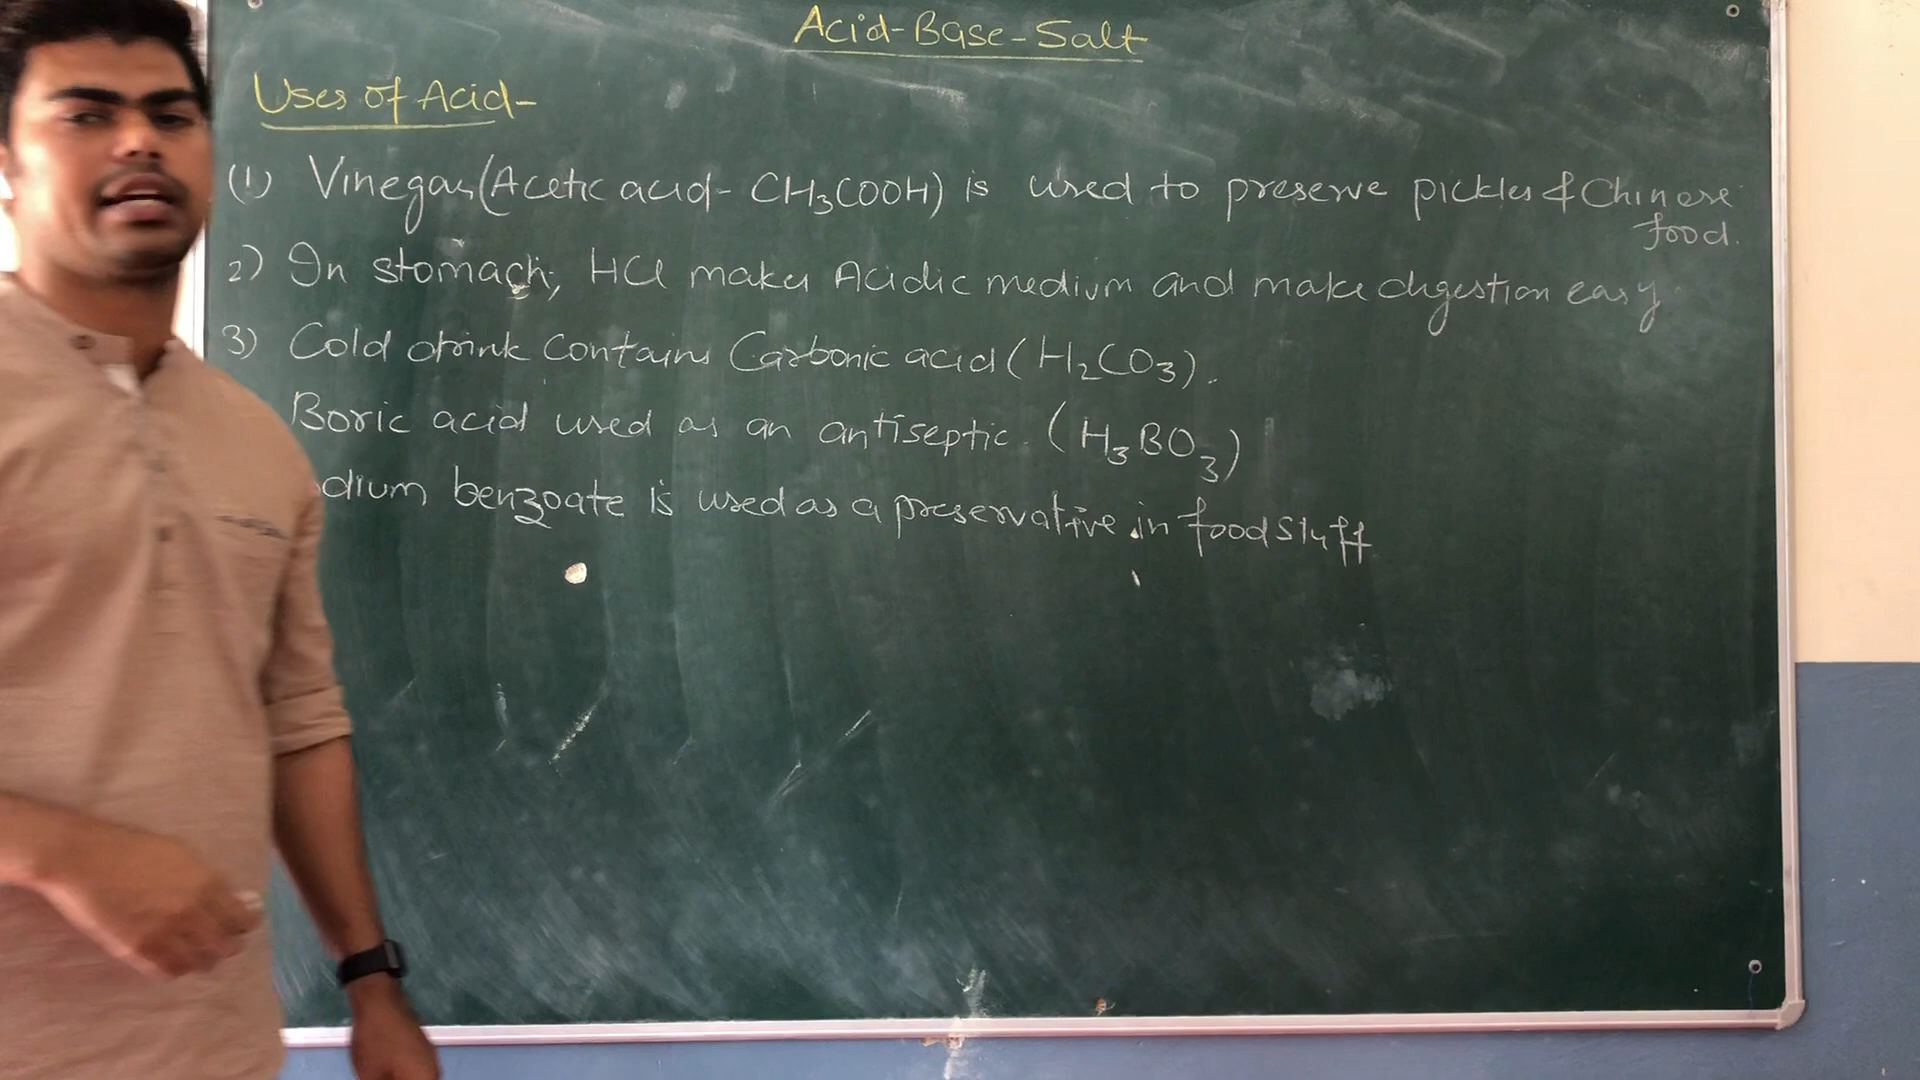 Acid-Base-Salt
Uses of Acid-
(1) Vinegar (Acetic acid - CH₃COOH) is used to preserve pickles & Chinese
food.
2) In stomach, HCl makes Acidic medium and make digestion easy
3) Cold drink contains Carbonic acid (H₂CO₃).
Boric acid used as an antiseptic. (H₃BO₃)
dium benzoate is used as a preservative in food stuff